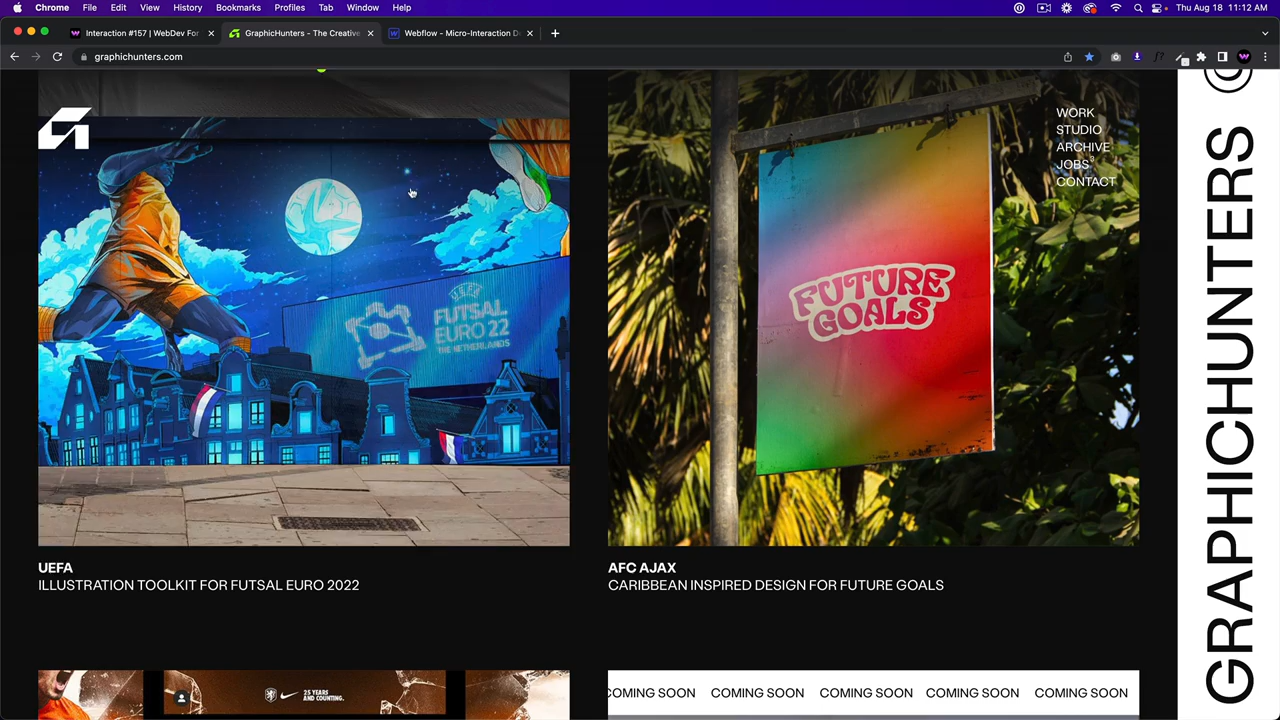 Chrome File Edit View History Bookmarks Profiles Tab Window Help Thu Aug 18 11:12 AM
Interaction #157 | WebDev For GraphicHunters - The Creative Webflow - Micro-Interaction D
graphichunters.com
WORK
STUDIO
ARCHIVE
JOBS
CONTACT
UEFA
FUTSAL
EURO 22
THE NETHERLANDS
FUTURE
GOALS
GRAPHICHUNTERS
UEFA
ILLUSTRATION TOOLKIT FOR FUTSAL EURO 2022
AFC AJAX
CARIBBEAN INSPIRED DESIGN FOR FUTURE GOALS
25 YEARS
AND COUNTING.
COMING SOON COMING SOON COMING SOON COMING SOON COMING SOON